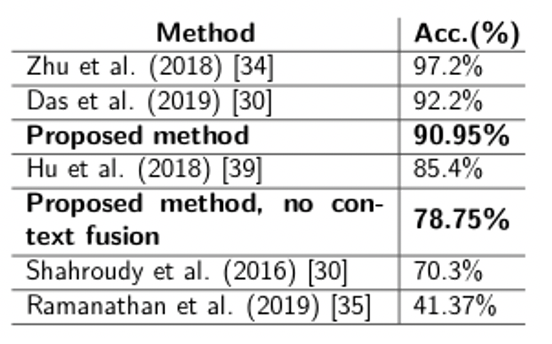 Method Acc.(%)
Zhu et al. (2018) [34] 97.2%
Das et al. (2019) [30] 92.2%
Proposed method 90.95%
Hu et al. (2018) [39] 85.4%
Proposed method, no con-
text fusion 78.75%
Shahroudy et al. (2016) [30] 70.3%
Ramanathan et al. (2019) [35] 41.37%